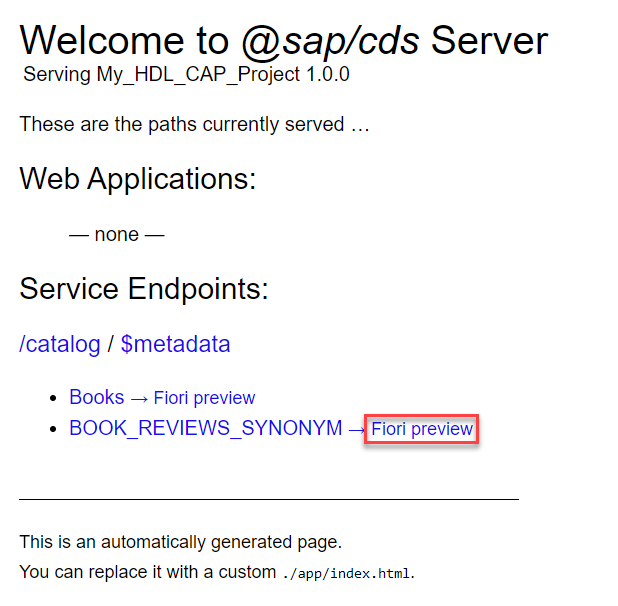 Welcome to @sap/cds Server
Serving My_HDL_CAP_Project 1.0.0
These are the paths currently served …
Web Applications:
— none —
Service Endpoints:
/catalog / $metadata
• Books → Fiori preview
• BOOK_REVIEWS_SYNONYM → Fiori preview
This is an automatically generated page.
You can replace it with a custom ./app/index.html.